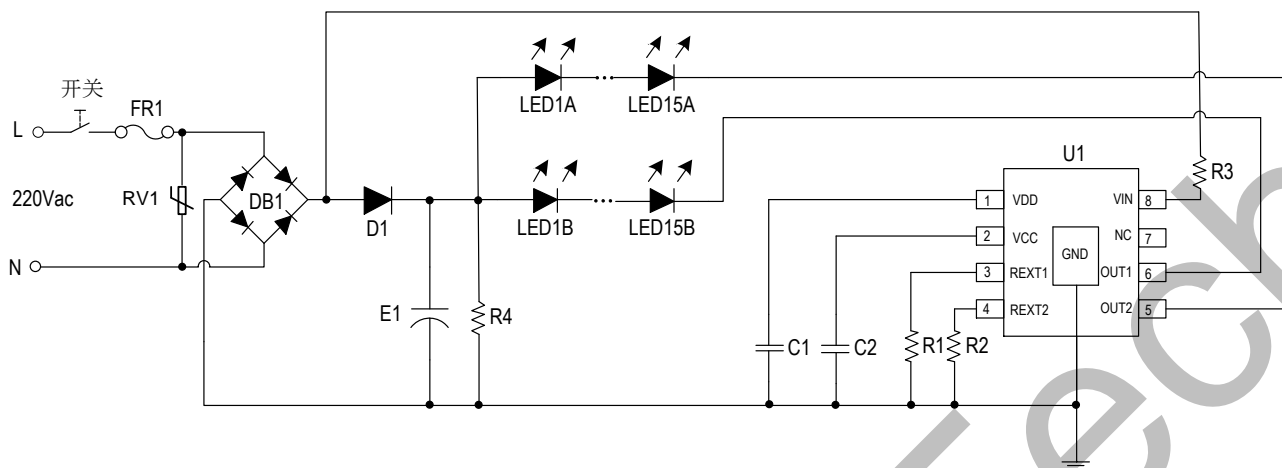 开关
FR1
L
220Vac
RV1
DB1
N
D1
E1
R4
LED1A
...
LED15A
LED1B
...
LED15B
U1
R3
1
VDD
VIN
8
2
VCC
NC
7
GND
3
REXT1
OUT1
6
4
REXT2
OUT2
5
C1
C2
R1
R2
Tech